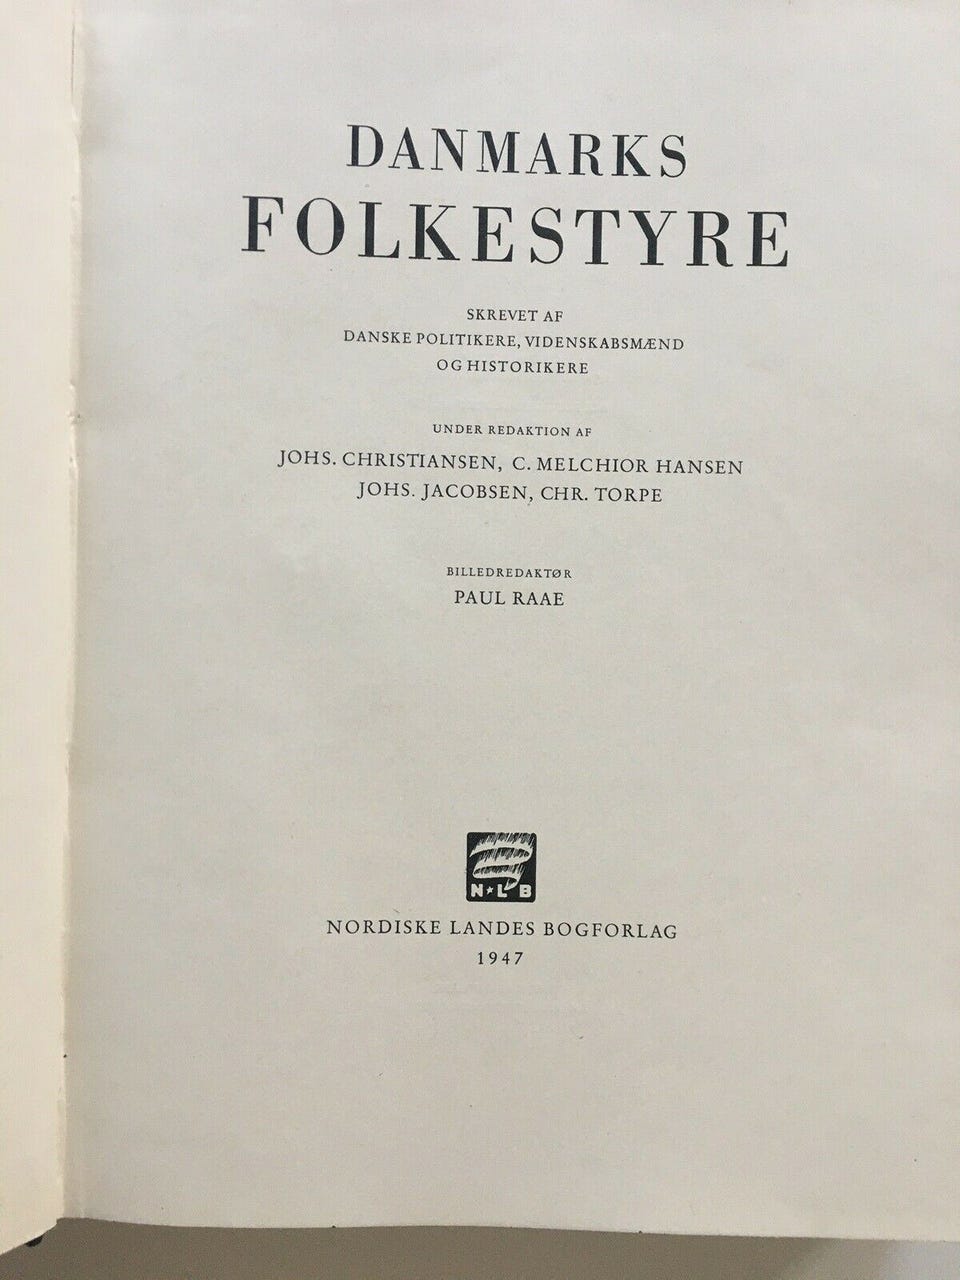 DANMARKS
FOLKESTYRE
SKREVET AF
DANSKE POLITIKERE, VIDENSKABSMÆND
OG HISTORIKERE
UNDER REDAKTION AF
JOHS. CHRISTIANSEN, C. MELCHIOR HANSEN
JOHS. JACOBSEN, CHR. TORPE
BILLEDREDAKTØR
PAUL RAAE
N★LB
NORDISKE LANDES BOGFORLAG
1947